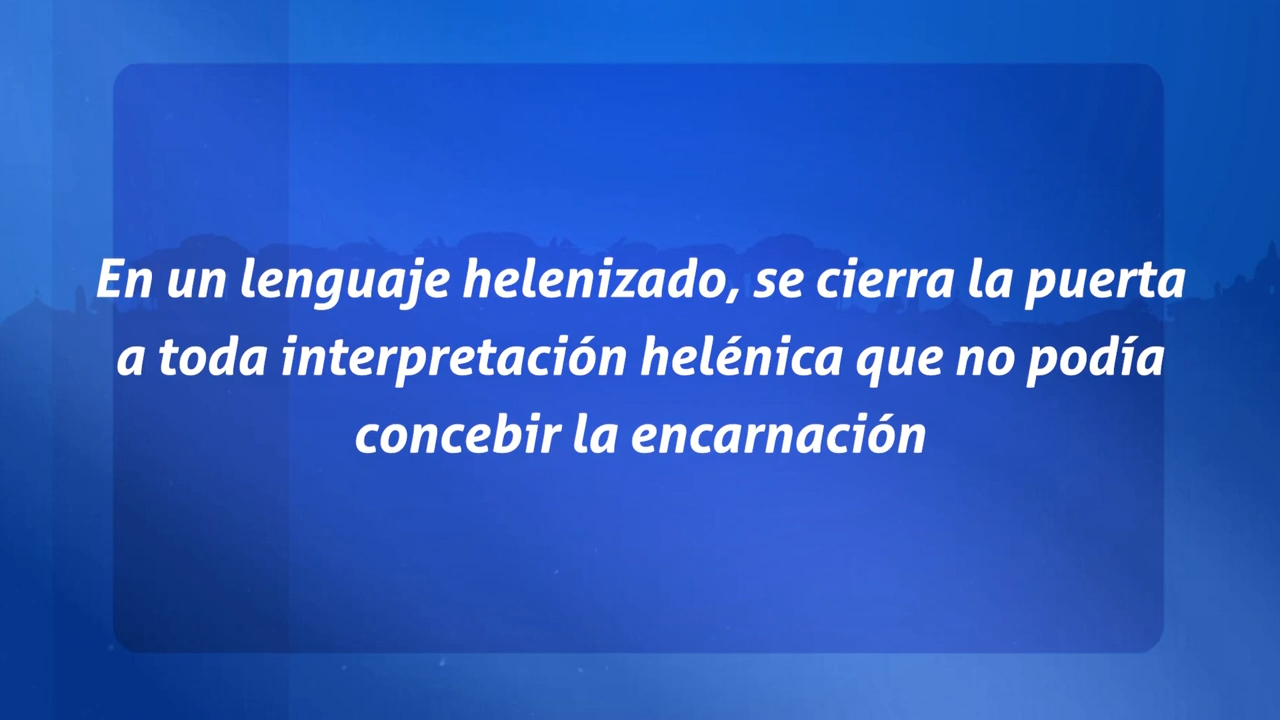 En un lenguaje helenizado, se cierra la puerta
a toda interpretación helénica que no podía
concebir la encarnación